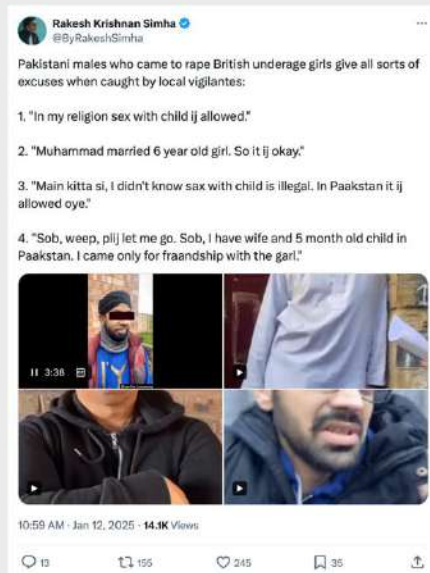 Rakesh Krishnan Simha
@ByRakeshSimha
Pakistani males who came to rape British underage girls give all sorts of
excuses when caught by local vigilantes:
1. "In my religion sex with child ij allowed."
2. "Muhammad married 6 year old girl. So it ij okay."
3. "Main kitta si, I didn't know sax with child is illegal. In Paakstan it ij
allowed oye."
4. "Sob, weep, plij let me go. Sob, I have wife and 5 month old child in
Paakstan. I came only for fraandship with the garl."
3:36
10:59 AM · Jan 12, 2025 · 14.1K Views
13 155 245 35